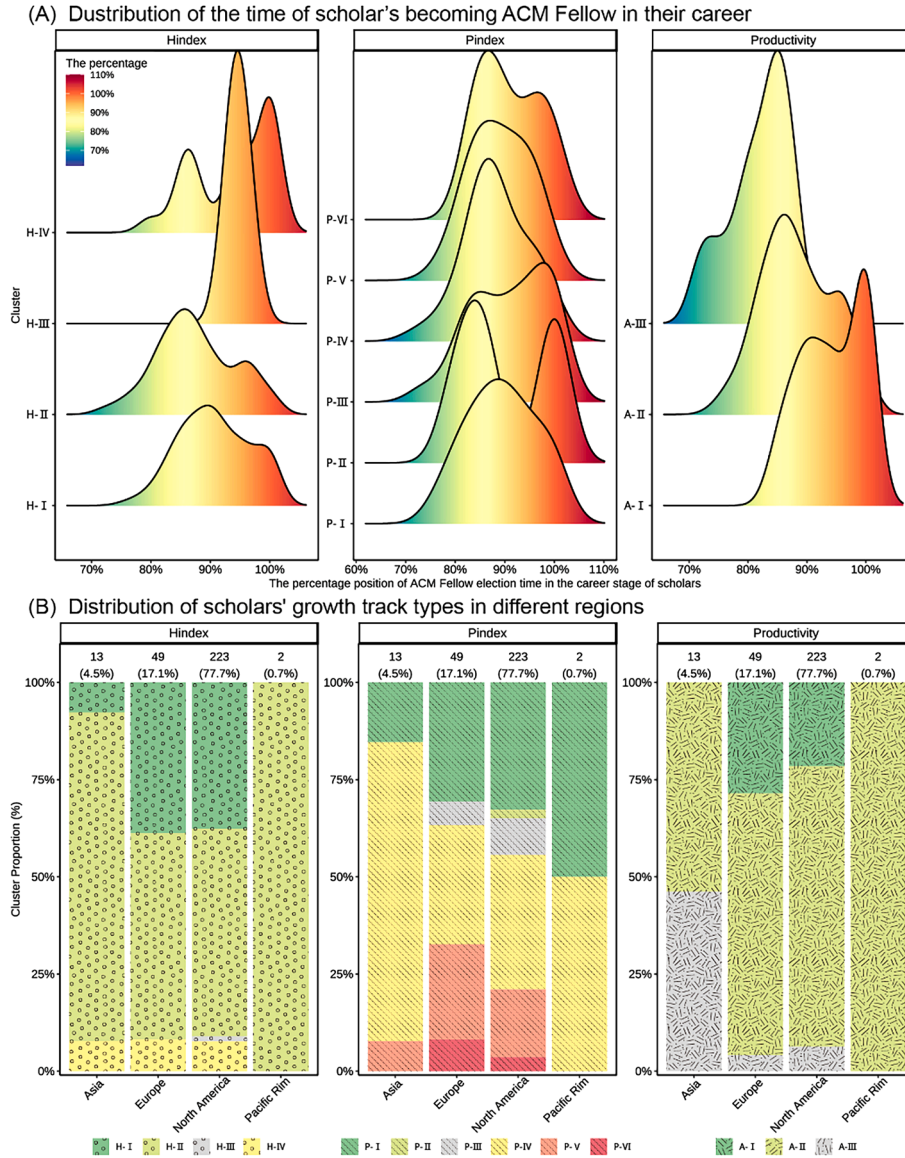 (A) Dustribution of the time of scholar's becoming ACM Fellow in their career
Hindex
Pindex
Productivity
The percentage
110%
100%
90%
80%
70%
Cluster
H-IV
H-III
H-II
H-I
P-VI
P-V
P-IV
P-III
P-II
P-I
A-III
A-II
A-I
70% 80% 90% 100%
60% 70% 80% 90% 100% 110%
70% 80% 90% 100%
The percentage position of ACM Fellow election time in the career stage of scholars
(B) Distribution of scholars' growth track types in different regions
Hindex
Pindex
Productivity
13 49 223 2
(4.5%) (17.1%) (77.7%) (0.7%)
13 49 223 2
(4.5%) (17.1%) (77.7%) (0.7%)
13 49 223 2
(4.5%) (17.1%) (77.7%) (0.7%)
Cluster Proportion (%)
100%
75%
50%
25%
0%
100%
75%
50%
25%
0%
100%
75%
50%
25%
0%
Asia
Europe
North America
Pacific Rim
Asia
Europe
North America
Pacific Rim
Asia
Europe
North America
Pacific Rim
H-I H-II H-III H-IV
P-I P-II P-III P-IV P-V P-VI
A-I A-II A-III